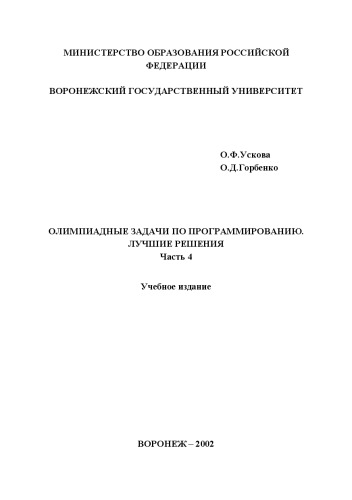 МИНИСТЕРСТВО ОБРАЗОВАНИЯ РОССИЙСКОЙ
ФЕДЕРАЦИИ
ВОРОНЕЖСКИЙ ГОСУДАРСТВЕННЫЙ УНИВЕРСИТЕТ
О.Ф.Ускова
О.Д.Горбенко
ОЛИМПИАДНЫЕ ЗАДАЧИ ПО ПРОГРАММИРОВАНИЮ.
ЛУЧШИЕ РЕШЕНИЯ
Часть 4
Учебное издание
ВОРОНЕЖ – 2002